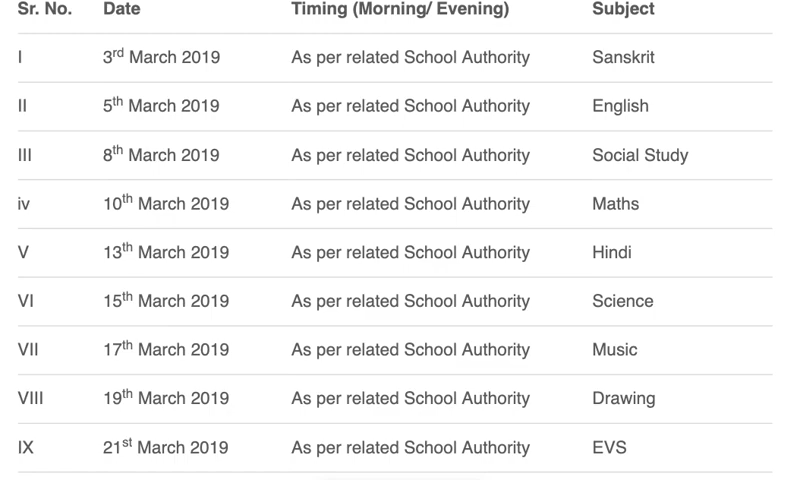 Sr. No. Date Timing (Morning/ Evening) Subject
I 3rd March 2019 As per related School Authority Sanskrit
II 5th March 2019 As per related School Authority English
III 8th March 2019 As per related School Authority Social Study
iv 10th March 2019 As per related School Authority Maths
V 13th March 2019 As per related School Authority Hindi
VI 15th March 2019 As per related School Authority Science
VII 17th March 2019 As per related School Authority Music
VIII 19th March 2019 As per related School Authority Drawing
IX 21st March 2019 As per related School Authority EVS